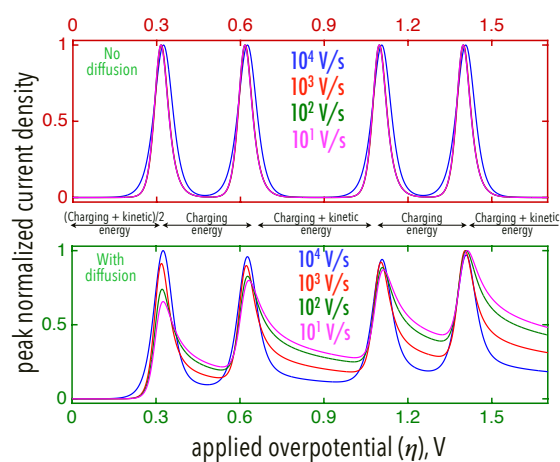 0 0.3 0.6 0.9 1.2 1.5
1
0.5
0
No
diffusion
10⁴ V/s
10³ V/s
10² V/s
10¹ V/s
(Charging + kinetic)/2
energy
Charging
energy
Charging + kinetic
energy
Charging
energy
Charging + kinetic
energy
1
0.5
0
With
diffusion
10⁴ V/s
10³ V/s
10² V/s
10¹ V/s
0 0.3 0.6 0.9 1.2 1.5
peak normalized current density
applied overpotential (η), V